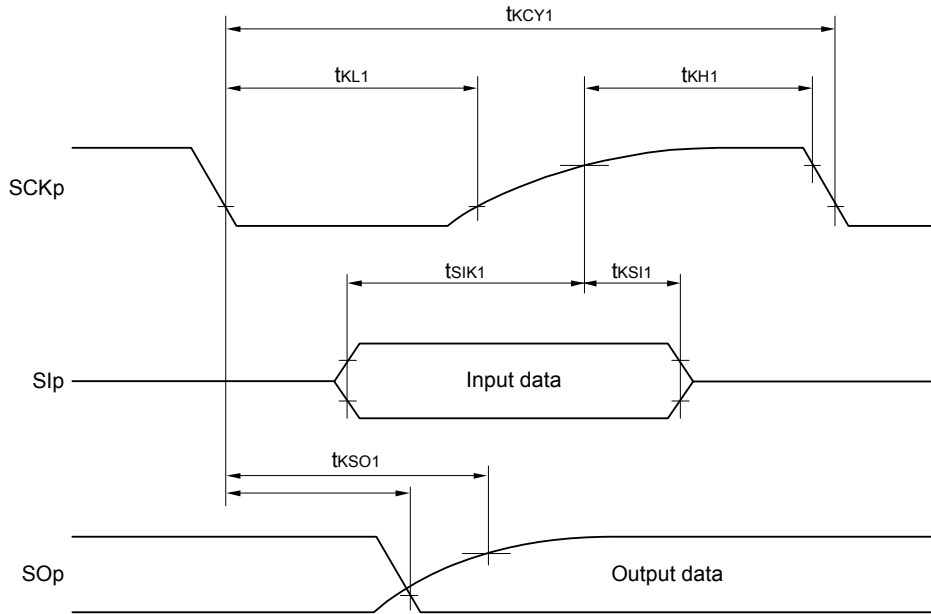 tKCY1
tKL1
tKH1
SCKp
tSIK1
tKSI1
SIp
Input data
tKSO1
SOp
Output data